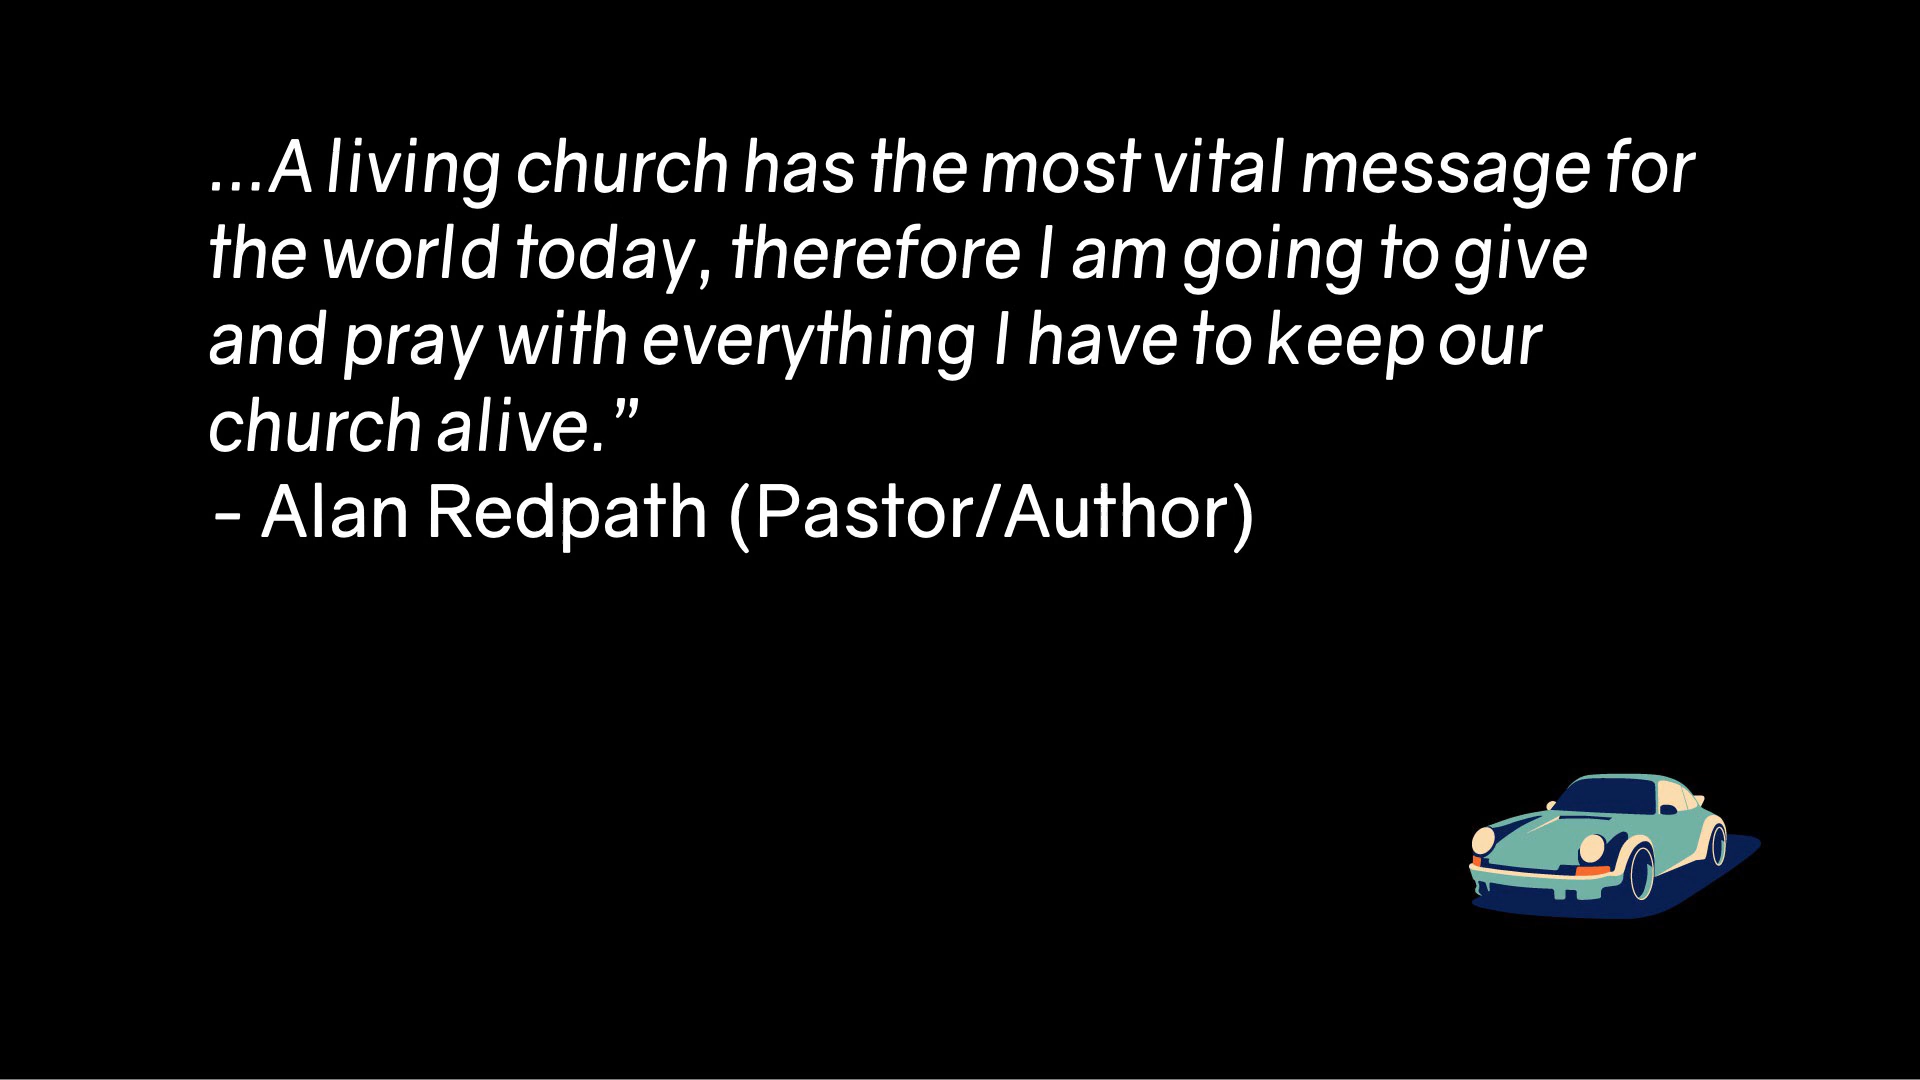 ...A living church has the most vital message for
the world today, therefore I am going to give
and pray with everything I have to keep our
church alive.”
- Alan Redpath (Pastor/Author)